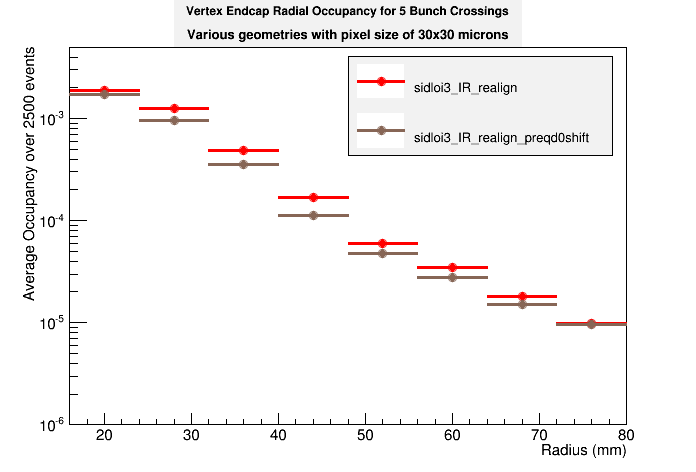 Vertex Endcap Radial Occupancy for 5 Bunch Crossings
Various geometries with pixel size of 30x30 microns
sidloi3_IR_realign
sidloi3_IR_realign_preqd0shift
Average Occupancy over 2500 events
10^-3
10^-4
10^-5
10^-6
20 30 40 50 60 70 80
Radius (mm)